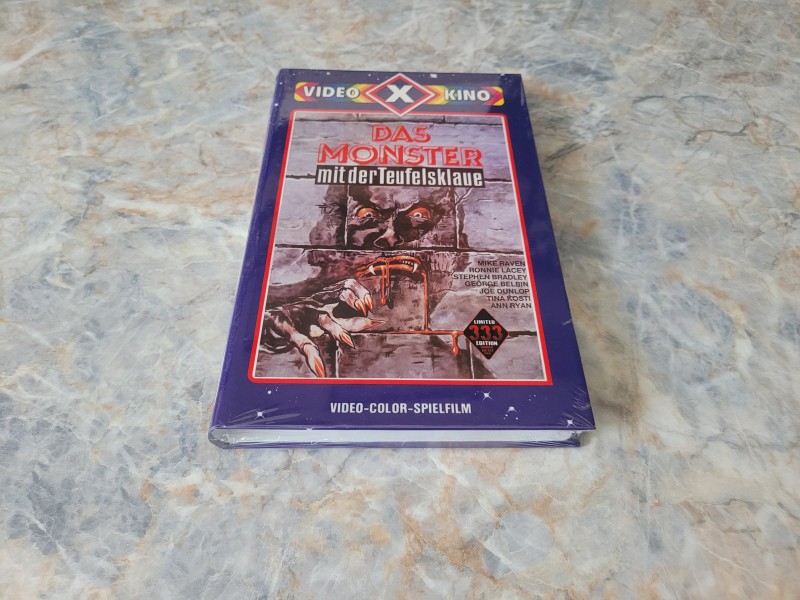 VIDEO X KINO
DAS
MONSTER
mit der Teufelsklaue
MIKE RAVEN
RONNIE LACEY
STEPHEN BRADLEY
GEORGE BELBIN
JOE DUNLOP
TINA KOSTI
ANN RYAN
LIMITED
333
EDITION
VIDEO-COLOR-SPIELFILM